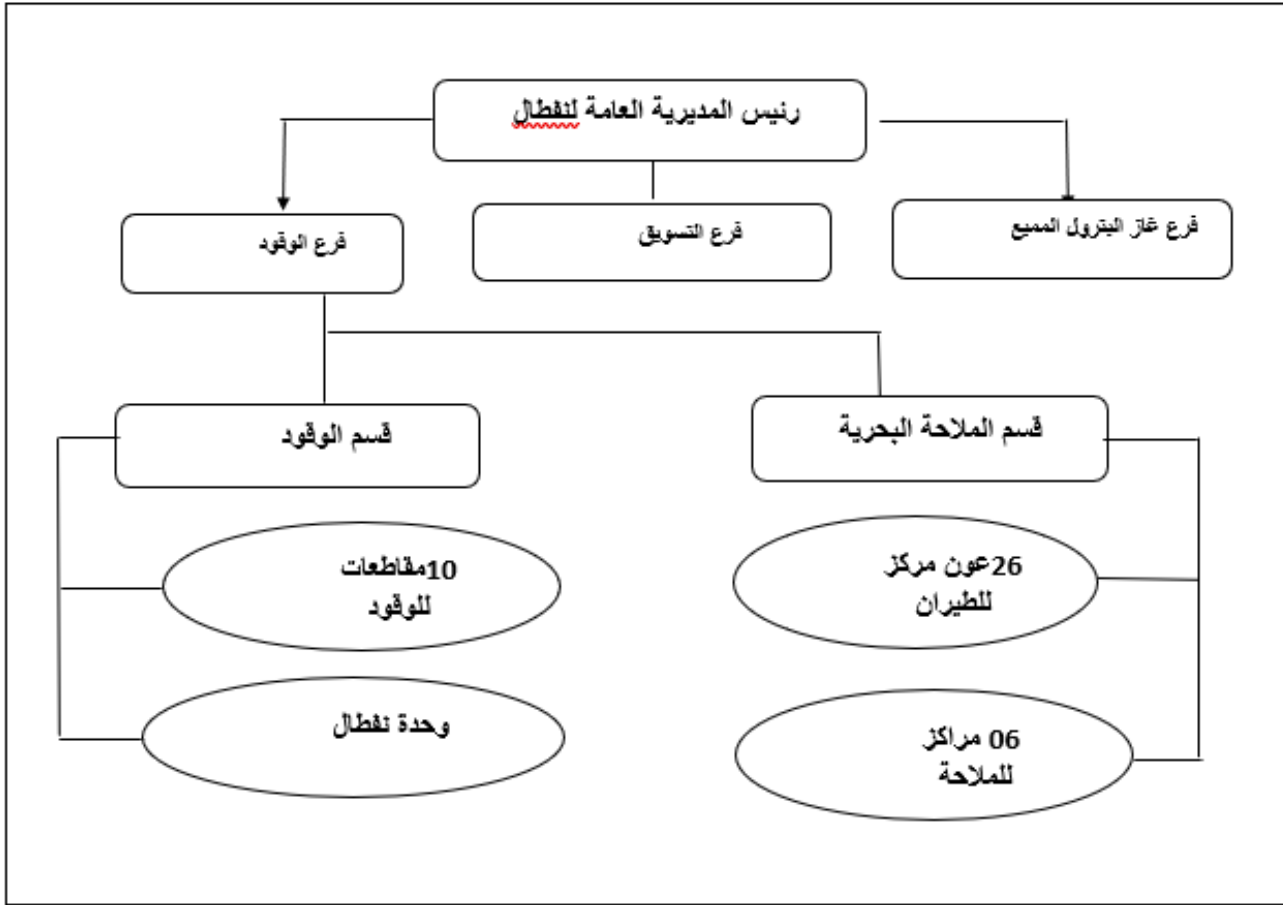 رئيس المديرية العامة لنفطال
فرع غاز البترول المميع
فرع التسويق
فرع الوقود
قسم الملاحة البحرية
قسم الوقود
26عون مركز
للطيران
10مقاطعات
للوقود
06 مراكز
للملاحة
وحدة نفطال